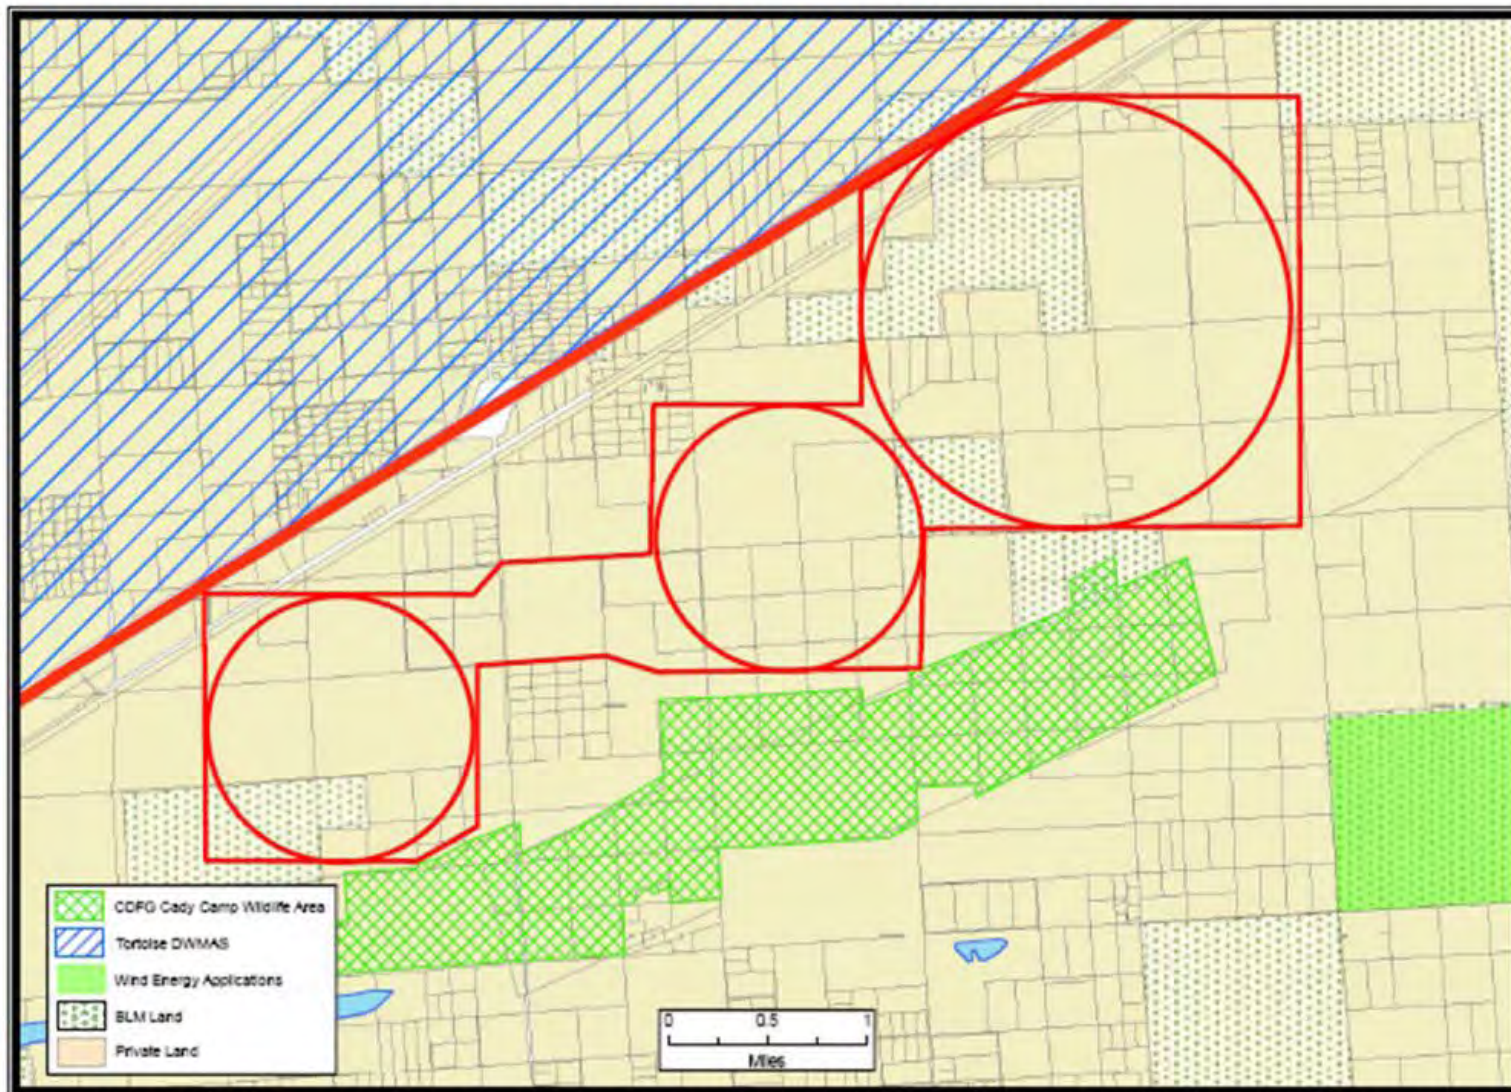 CDFG Cady Camp Wildlife Area
Tortoise DWMAS
Wind Energy Applications
BLM Land
Private Land
0 0.5 1
Miles